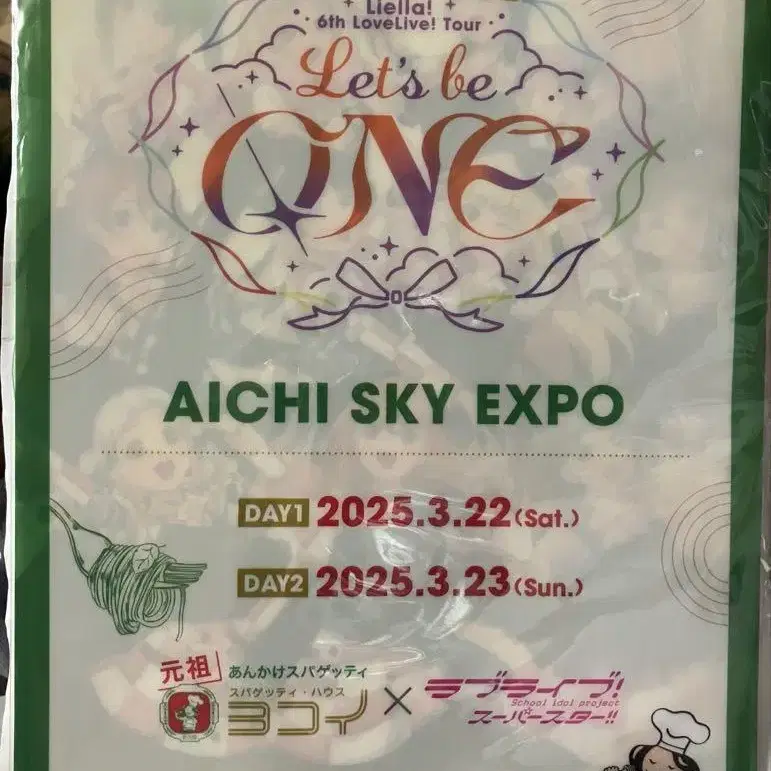 Liella!
6th LoveLive! Tour
Let's be
ONE
AICHI SKY EXPO
DAY1 2025.3.22(Sat.)
DAY2 2025.3.23(Sun.)
元祖 あんかけスパゲッティ
スパゲッティ・ハウス
ヨコイ × ラブライブ!
School idol project
スーパースター!!